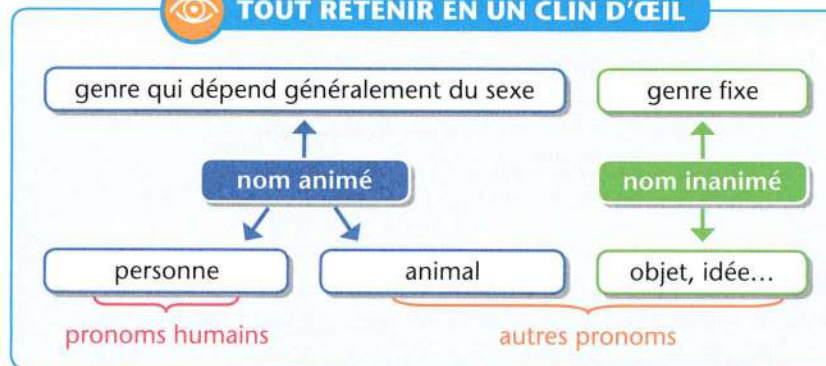 TOUT RETENIR EN UN CLIN D'ŒIL
genre qui dépend généralement du sexe
genre fixe
nom animé
nom inanimé
personne
animal
objet, idée...
pronoms humains
autres pronoms